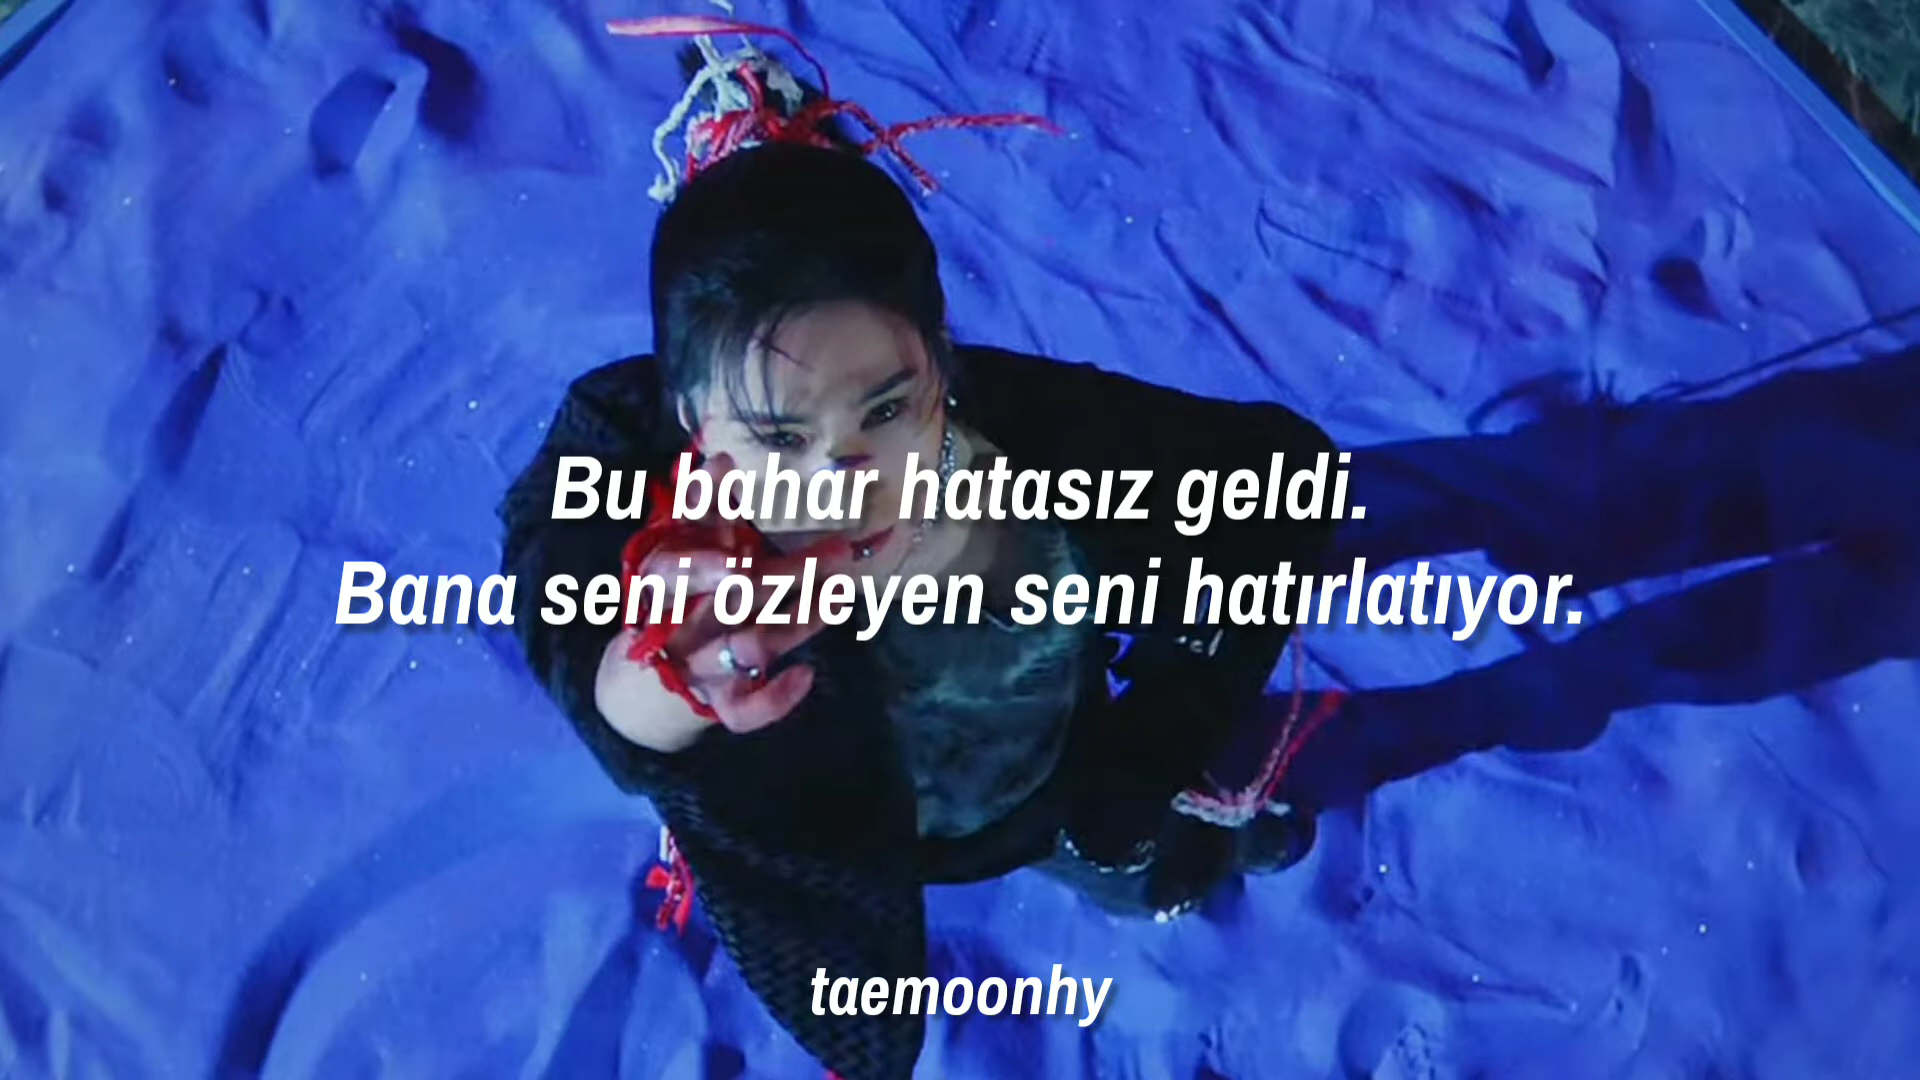 Bu bahar hatasız geldi.
Bana seni özleyen seni hatırlatıyor.
taemoonhy